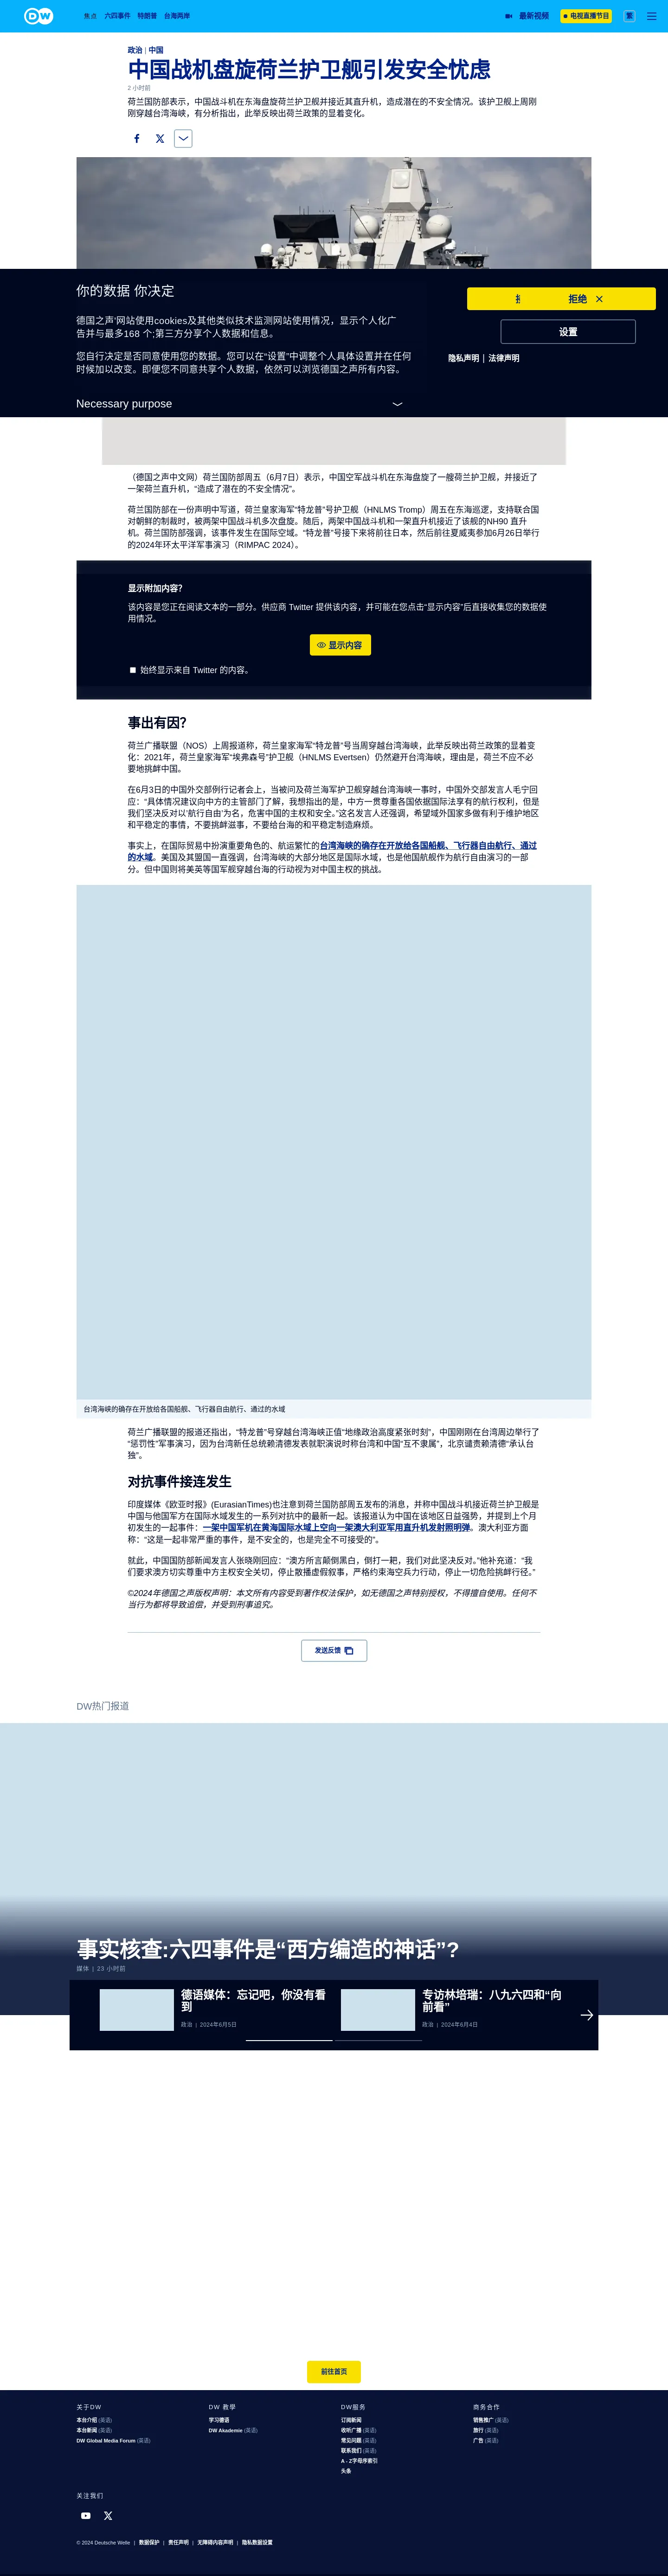 DW
焦点 六四事件 特朗普 台海两岸 最新视频 电视直播节目 繁
政治 | 中国
中国战机盘旋荷兰护卫舰引发安全忧虑
2 小时前
荷兰国防部表示，中国战斗机在东海盘旋荷兰护卫舰并接近其直升机，造成潜在的不安全情况。该护卫舰上周刚
刚穿越台湾海峡，有分析指出，此举反映出荷兰政策的显着变化。
你的数据 你决定
德国之声'网站使用cookies及其他类似技术监测网站使用情况，显示个人化广
告并与最多168 个;第三方分享个人数据和信息。
您自行决定是否同意使用您的数据。您可以在“设置”中调整个人具体设置并在任何
时候加以改变。即便您不同意共享个人数据，依然可以浏览德国之声所有内容。
Necessary purpose
拒绝
设置
隐私声明 | 法律声明
（德国之声中文网）荷兰国防部周五（6月7日）表示，中国空军战斗机在东海盘旋了一艘荷兰护卫舰，并接近了
一架荷兰直升机，“造成了潜在的不安全情况”。
荷兰国防部在一份声明中写道，荷兰皇家海军“特龙普”号护卫舰（HNLMS Tromp）周五在东海巡逻，支持联合国
对朝鲜的制裁时，被两架中国战斗机多次盘旋。随后，两架中国战斗机和一架直升机接近了该舰的NH90 直升
机。荷兰国防部强调，该事件发生在国际空域。“特龙普”号接下来将前往日本，然后前往夏威夷参加6月26日举行
的2024年环太平洋军事演习（RIMPAC 2024）。
显示附加内容？
该内容是您正在阅读文本的一部分。供应商 Twitter 提供该内容，并可能在您点击“显示内容”后直接收集您的数据使
用情况。
显示内容
始终显示来自 Twitter 的内容。
事出有因？
荷兰广播联盟（NOS）上周报道称，荷兰皇家海军“特龙普”号当周穿越台湾海峡，此举反映出荷兰政策的显着变
化：2021年，荷兰皇家海军“埃弗森号”护卫舰（HNLMS Evertsen）仍然避开台湾海峡，理由是，荷兰不应不必
要地挑衅中国。
在6月3日的中国外交部例行记者会上，当被问及荷兰海军护卫舰穿越台湾海峡一事时，中国外交部发言人毛宁回
应：“具体情况建议向中方的主管部门了解，我想指出的是，中方一贯尊重各国依据国际法享有的航行权利，但是
我们坚决反对以‘航行自由’为名，危害中国的主权和安全。”这名发言人还强调，希望域外国家多做有利于维护地区
和平稳定的事情，不要挑衅滋事，不要给台海的和平稳定制造麻烦。
事实上，在国际贸易中扮演重要角色的、航运繁忙的台湾海峡的确存在开放给各国船舰、飞行器自由航行、通过
的水域。美国及其盟国一直强调，台湾海峡的大部分地区是国际水域，也是他国航舰作为航行自由演习的一部
分。但中国则将美英等国军舰穿越台海的行动视为对中国主权的挑战。
台湾海峡的确存在开放给各国船舰、飞行器自由航行、通过的水域
荷兰广播联盟的报道还指出，“特龙普”号穿越台湾海峡正值“地缘政治高度紧张时刻”，中国刚刚在台湾周边举行了
“惩罚性”军事演习，因为台湾新任总统赖清德发表就职演说时称台湾和中国“互不隶属”，北京谴责赖清德“承认台
独”。
对抗事件接连发生
印度媒体《欧亚时报》(EurasianTimes)也注意到荷兰国防部周五发布的消息，并称中国战斗机接近荷兰护卫舰是
中国与他国军方在国际水域发生的一系列对抗中的最新一起。该报道认为中国在该地区日益强势，并提到上个月
初发生的一起事件：一架中国军机在黄海国际水域上空向一架澳大利亚军用直升机发射照明弹。澳大利亚方面
称：“这是一起非常严重的事件，是不安全的，也是完全不可接受的”。
就此，中国国防部新闻发言人张晓刚回应：“澳方所言颠倒黑白，倒打一耙，我们对此坚决反对。”他补充道：“我
们要求澳方切实尊重中方主权安全关切，停止散播虚假叙事，严格约束海空兵力行动，停止一切危险挑衅行径。”
©2024年德国之声版权声明：本文所有内容受到著作权法保护，如无德国之声特别授权，不得擅自使用。任何不
当行为都将导致追偿，并受到刑事追究。
发送反馈
DW热门报道
事实核查:六四事件是“西方编造的神话”？
媒体 | 23 小时前
德语媒体：忘记吧，你没有看
到
政治 | 2024年6月5日
专访林培瑞：八九六四和“向
前看”
政治 | 2024年6月4日
前往首页
关于DW
本台介绍 (英语)
本台新闻 (英语)
DW Global Media Forum (英语)
DW 教學
学习德语
DW Akademie (英语)
DW服务
订阅新闻
收听广播 (英语)
常见问题 (英语)
联系我们 (英语)
A - Z字母序索引
头条
商务合作
销售推广 (英语)
旅行 (英语)
广告 (英语)
关注我们
© 2024 Deutsche Welle | 数据保护 | 责任声明 | 无障碍内容声明 | 隐私数据设置